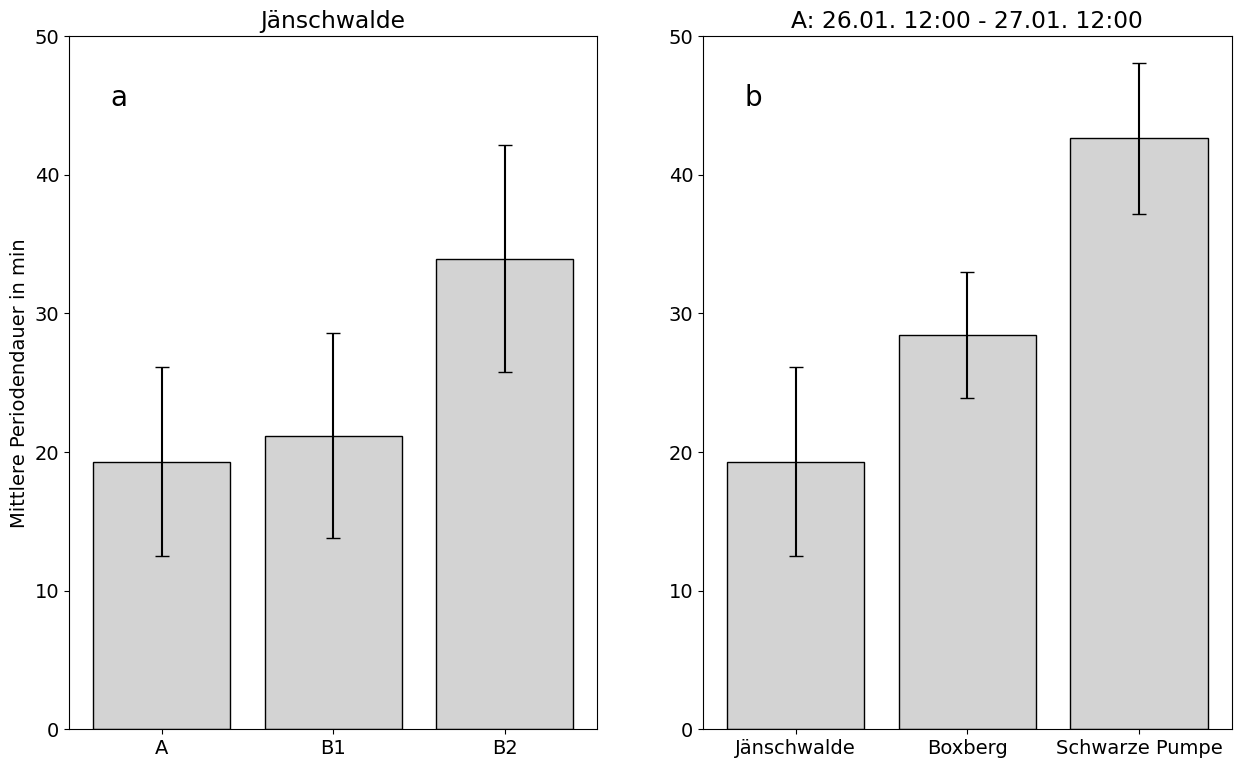 Jänschwalde
a
Mittlere Periodendauer in min
50
40
30
20
10
0
A B1 B2
A: 26.01. 12:00 - 27.01. 12:00
b
50
40
30
20
10
0
Jänschwalde Boxberg Schwarze Pumpe